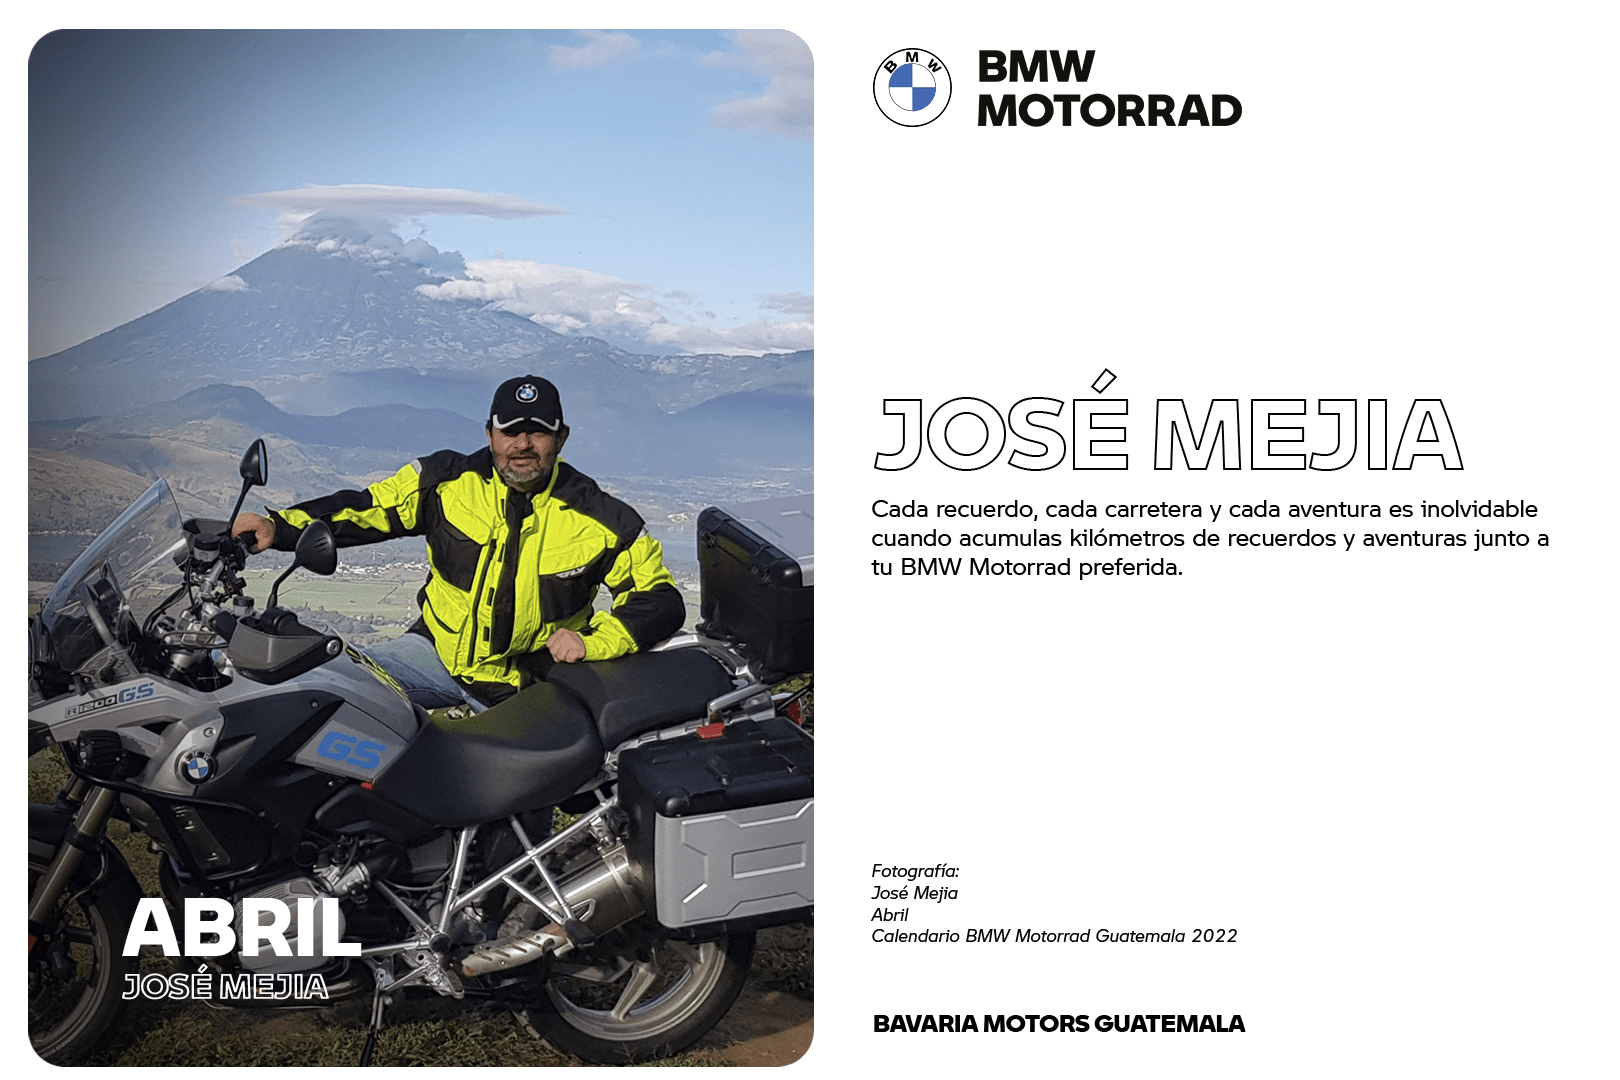 BMW
BMW
MOTORRAD
JOSÉ MEJIA
Cada recuerdo, cada carretera y cada aventura es inolvidable
cuando acumulas kilómetros de recuerdos y aventuras junto a
tu BMW Motorrad preferida.
Fotografía:
José Mejia
Abril
Calendario BMW Motorrad Guatemala 2022
BAVARIA MOTORS GUATEMALA
FLY
R1200GS
GS
ABRIL
JOSÉ MEJIA